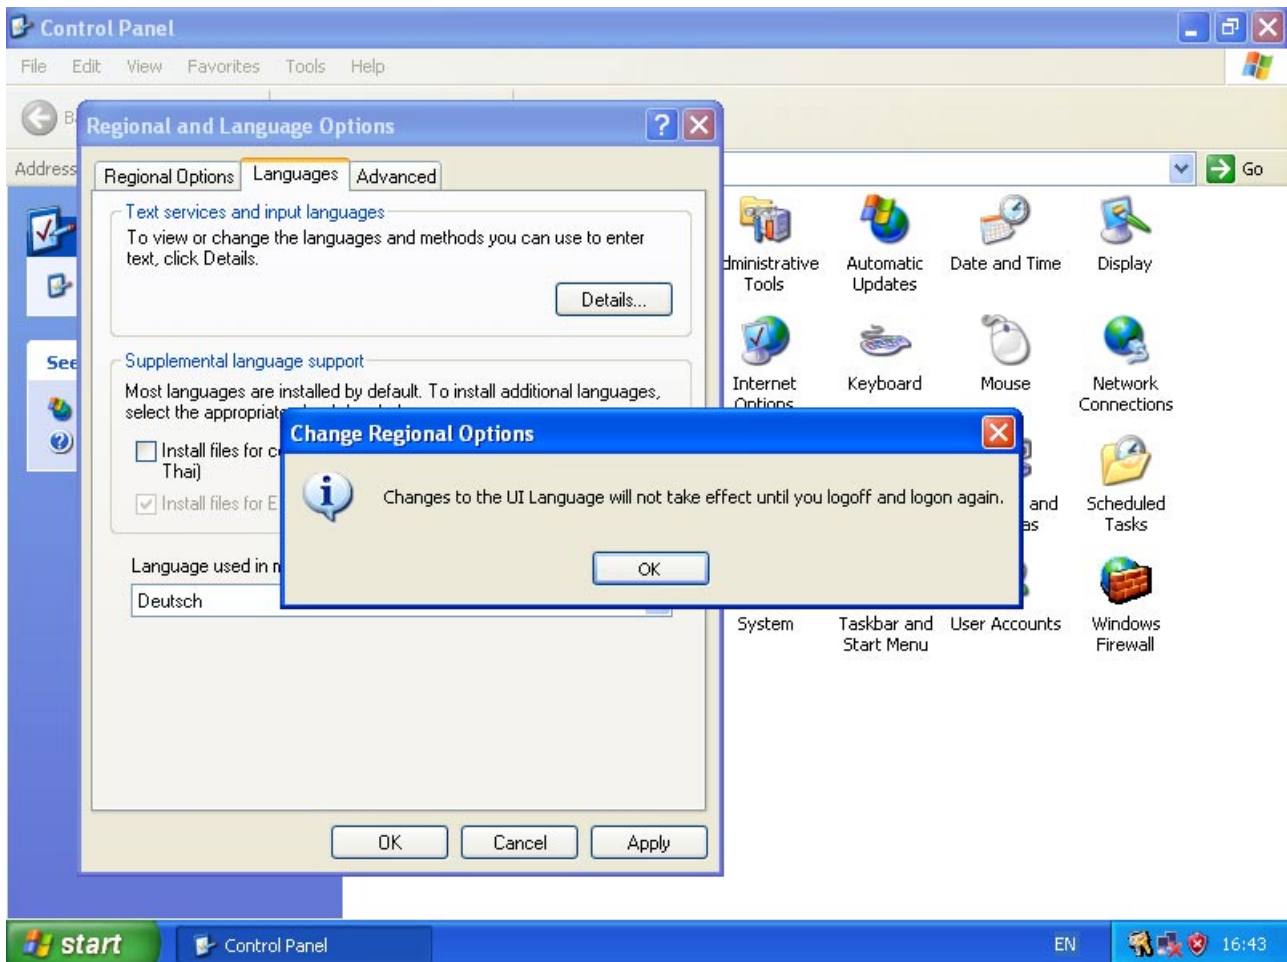 Control Panel
File Edit View Favorites Tools Help
Address
Go
Regional and Language Options
Regional Options Languages Advanced
Text services and input languages
To view or change the languages and methods you can use to enter
text, click Details.
Details...
Supplemental language support
Most languages are installed by default. To install additional languages,
select the
Install files for
Thai)
Install files for E
Language used in
Deutsch
OK Cancel Apply
Change Regional Options
Changes to the UI Language will not take effect until you logoff and logon again.
OK
See
dministrative
Tools
Automatic
Updates
Date and Time
Display
Internet
Options
Keyboard
Mouse
Network
Connections
and
as
Scheduled
Tasks
System
Taskbar and
Start Menu
User Accounts
Windows
Firewall
start
Control Panel
EN
16:43